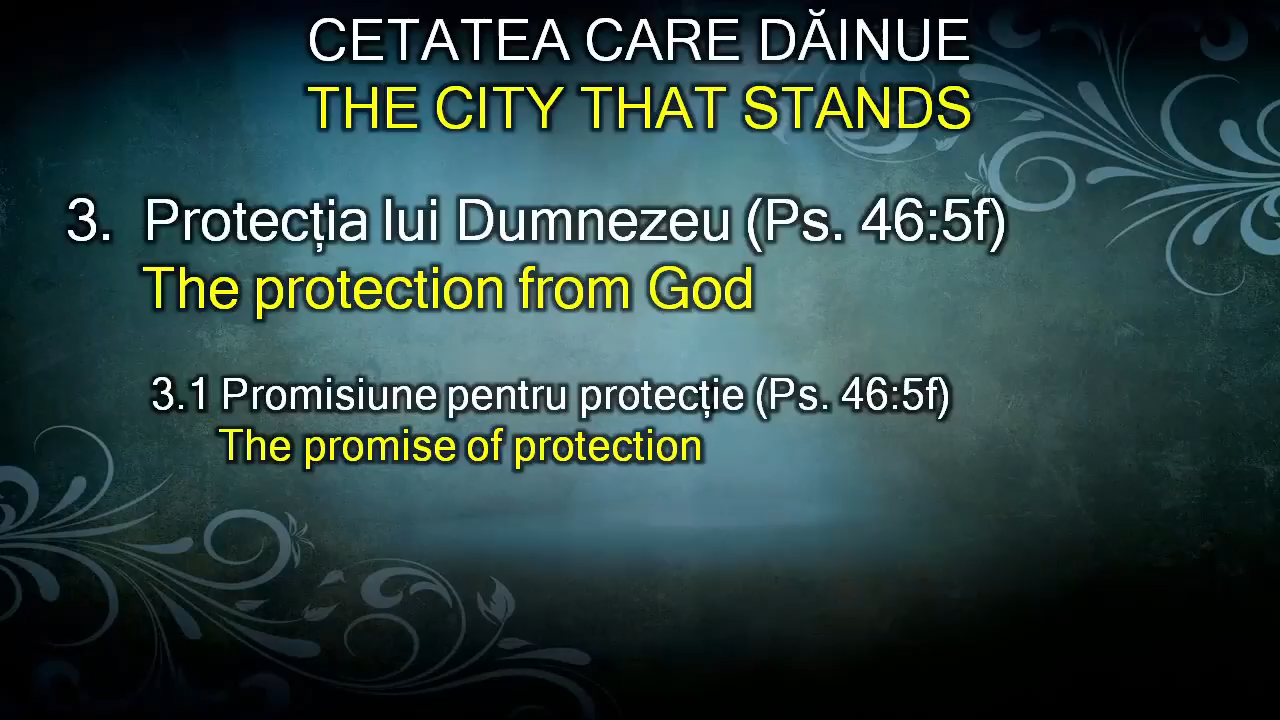 CETATEA CARE DĂINUE
THE CITY THAT STANDS
3. Protecția lui Dumnezeu (Ps. 46:5f)
The protection from God
3.1 Promisiune pentru protecție (Ps. 46:5f)
The promise of protection